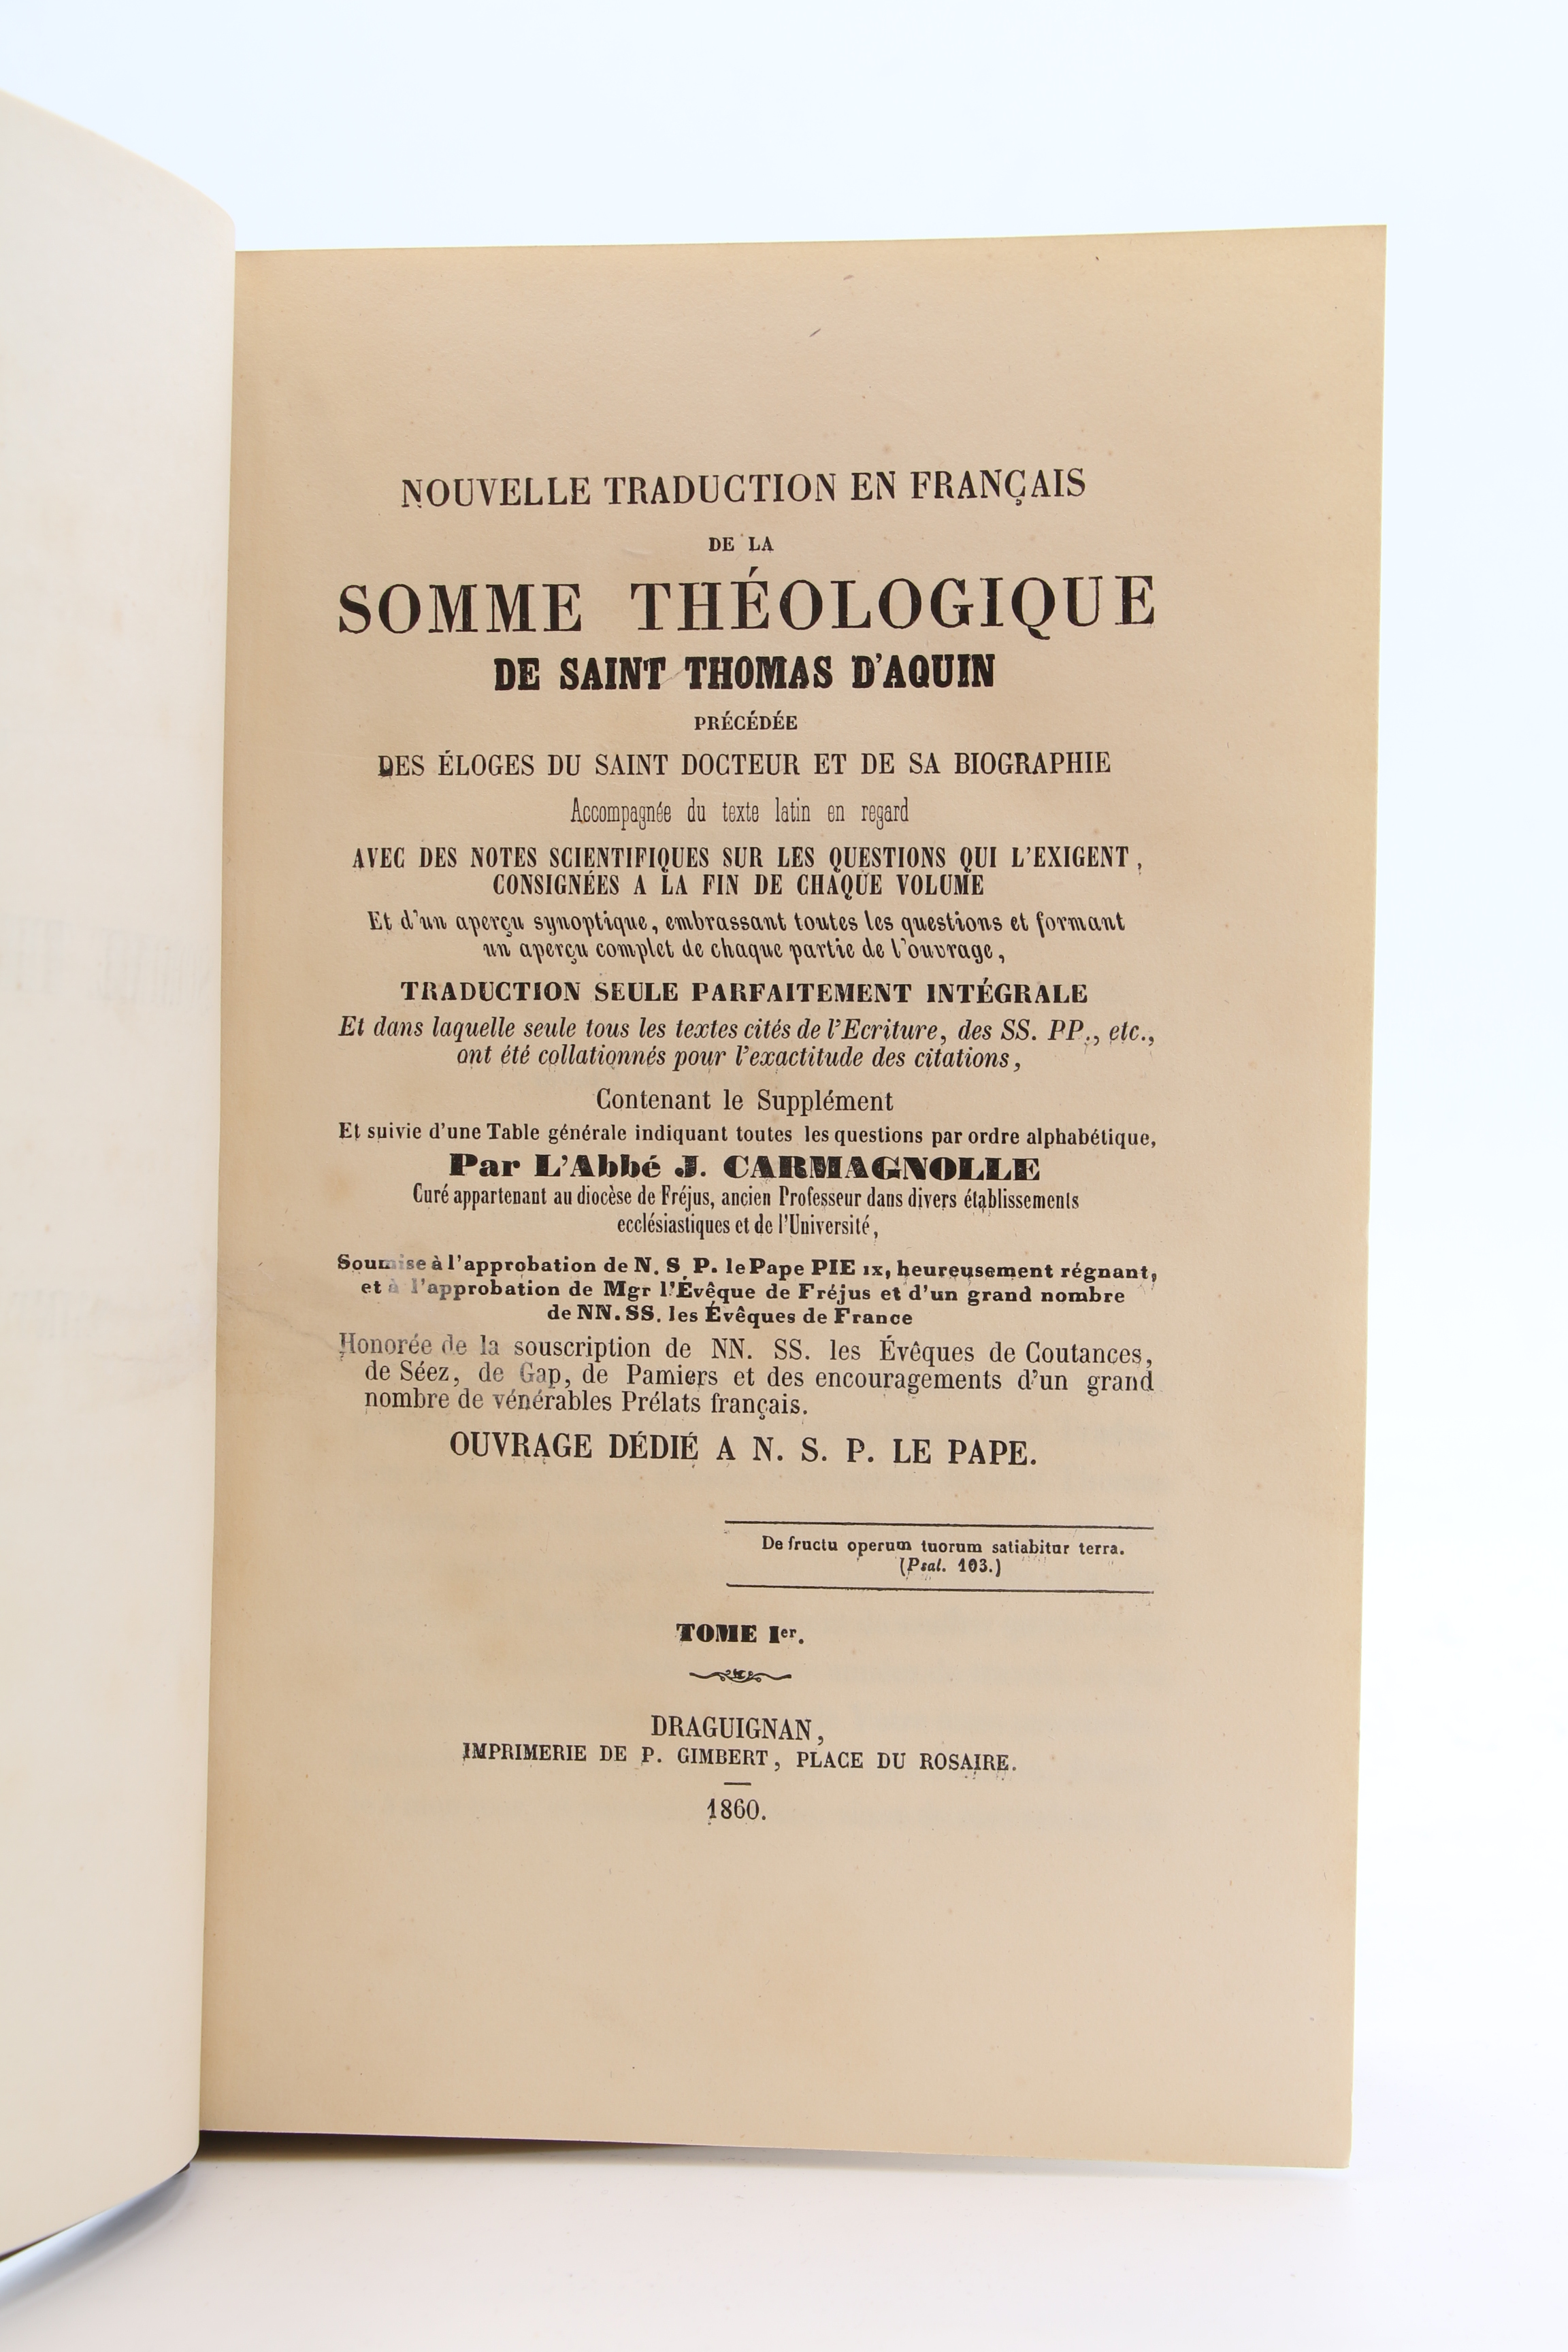 NOUVELLE TRADUCTION EN FRANÇAIS
DE LA
SOMME THÉOLOGIQUE
DE SAINT THOMAS D'AQUIN
PRÉCÉDÉE
DES ÉLOGES DU SAINT DOCTEUR ET DE SA BIOGRAPHIE
Accompagnée du texte latin en regard
AVEC DES NOTES SCIENTIFIQUES SUR LES QUESTIONS QUI L'EXIGENT,
CONSIGNÉES A LA FIN DE CHAQUE VOLUME
Et d'un aperçu synoptique, embrassant toutes les questions et formant
un aperçu complet de chaque partie de l'ouvrage,
TRADUCTION SEULE PARFAITEMENT INTÉGRALE
Et dans laquelle seule tous les textes cités de l'Ecriture, des SS. PP., etc.,
ont été collationnés pour l'exactitude des citations,
Contenant le Supplément
Et suivie d'une Table générale indiquant toutes les questions par ordre alphabétique,
Par L'Abbé J. CARMAGNOLLE
Curé appartenant au diocèse de Fréjus, ancien Professeur dans divers établissements
ecclésiastiques et de l'Université,
Soumise à l'approbation de N. S. P. le Pape PIE IX, heureusement régnant,
et à l'approbation de Mgr l'Évêque de Fréjus et d'un grand nombre
de NN. SS. les Évêques de France
Honorée de la souscription de NN. SS. les Évêques de Coutances,
de Séez, de Gap, de Pamiers et des encouragements d'un grand
nombre de vénérables Prélats français.
OUVRAGE DÉDIÉ A N. S. P. LE PAPE.
De fructu operum tuorum satiabitur terra.
(Psal. 103.)
TOME Ier.
DRAGUIGNAN,
IMPRIMERIE DE P. GIMBERT, PLACE DU ROSAIRE.
1860.